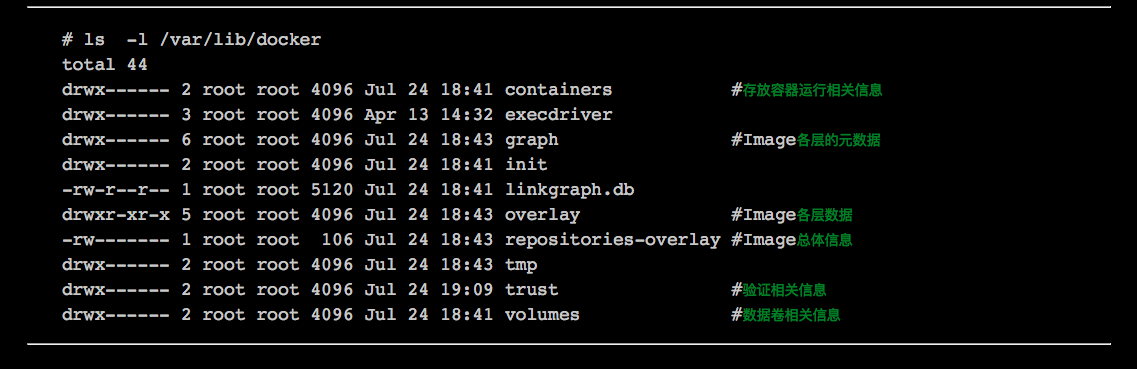 # ls  -l /var/lib/docker
total 44
drwx------ 2 root root 4096 Jul 24 18:41 containers           #存放容器运行相关信息
drwx------ 3 root root 4096 Apr 13 14:32 execdriver
drwx------ 6 root root 4096 Jul 24 18:43 graph                #Image各层的元数据
drwx------ 2 root root 4096 Jul 24 18:41 init
-rw-r--r-- 1 root root 5120 Jul 24 18:41 linkgraph.db
drwxr-xr-x 5 root root 4096 Jul 24 18:43 overlay              #Image各层数据
-rw------- 1 root root  106 Jul 24 18:43 repositories-overlay #Image总体信息
drwx------ 2 root root 4096 Jul 24 18:43 tmp
drwx------ 2 root root 4096 Jul 24 19:09 trust                #验证相关信息
drwx------ 2 root root 4096 Jul 24 18:41 volumes              #数据卷相关信息